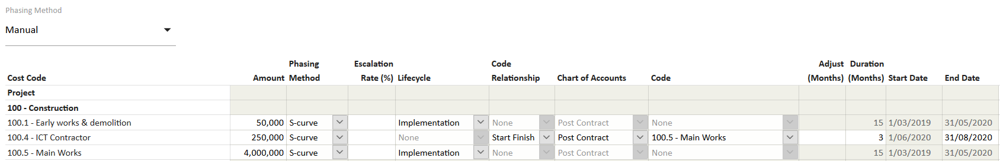 Phasing Method
Manual
Phasing Escalation Code Adjust Duration
Cost Code Amount Method Rate (%) Lifecycle Relationship Chart of Accounts Code (Months) (Months) Start Date End Date
Project
100 - Construction
100.1 - Early works & demolition 50,000 S-curve Implementation None Post Contract None 15 1/03/2019 31/05/2020
100.4 - ICT Contractor 250,000 S-curve None Start Finish Post Contract 100.5 - Main Works 3 1/06/2020 31/08/2020
100.5 - Main Works 4,000,000 S-curve Implementation None Post Contract None 15 1/03/2019 31/05/2020